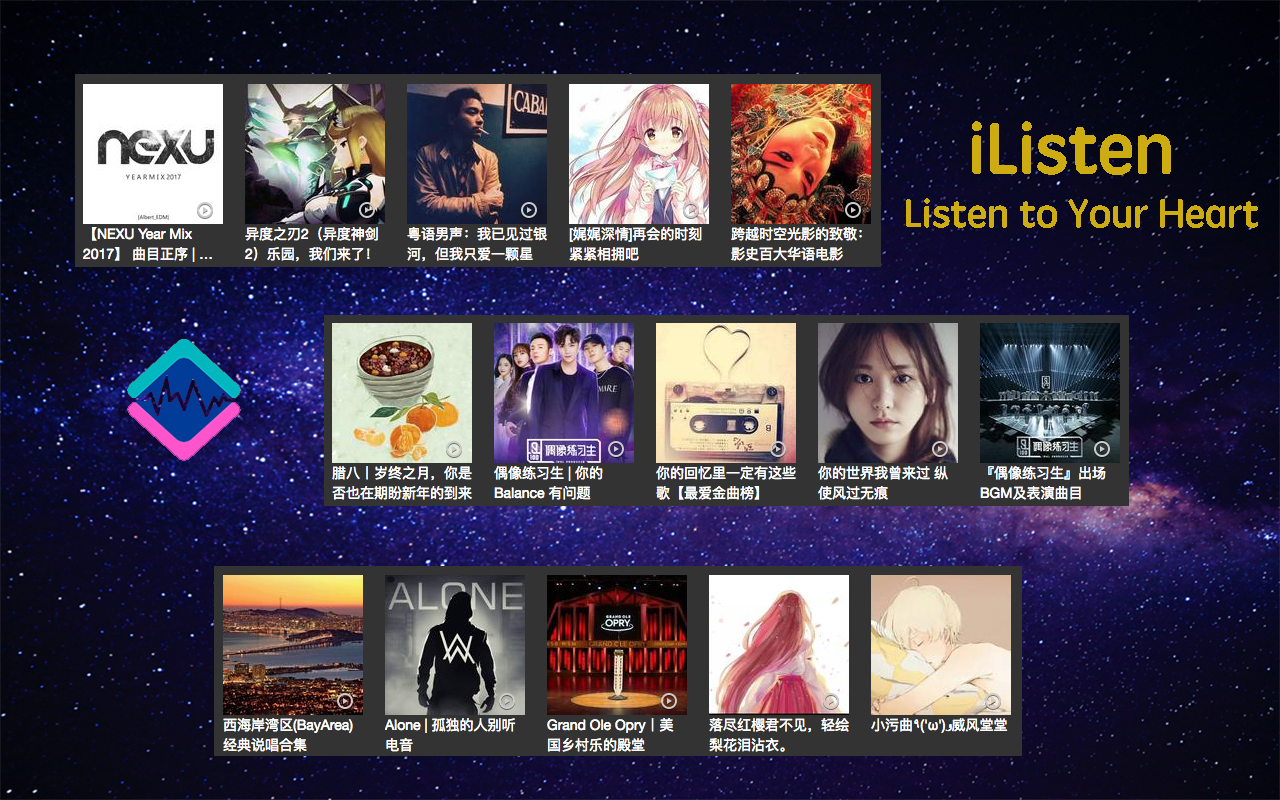 nexu
YEARMIX2017
[Albert_EDM]
CABA
【NEXU Year Mix
2017】 曲目正序 | ...
异度之刃2（异度神剑
2）乐园，我们来了！
粤语男声：我已见过银
河，但我只爱一颗星
[娓娓深情]再会的时刻
紧紧相拥吧
跨越时空光影的致敬：
影史百大华语电影
iListen
Listen to Your Heart
偶像练习生
偶像练习生
腊八丨岁终之月，你是
否也在期盼新年的到来
偶像练习生 | 你的
Balance 有问题
你的回忆里一定有这些
歌【最爱金曲榜】
你的世界我曾来过 纵
使风过无痕
『偶像练习生』出场
BGM及表演曲目
ALONE
GRAND OLE
OPRY
GRAND OLE OPRY
西海岸湾区(BayArea)
经典说唱合集
Alone | 孤独的人别听
电音
Grand Ole Opry丨美
国乡村乐的殿堂
落尽红樱君不见，轻绘
梨花泪沾衣。
小污曲٩('ω')و威风堂堂